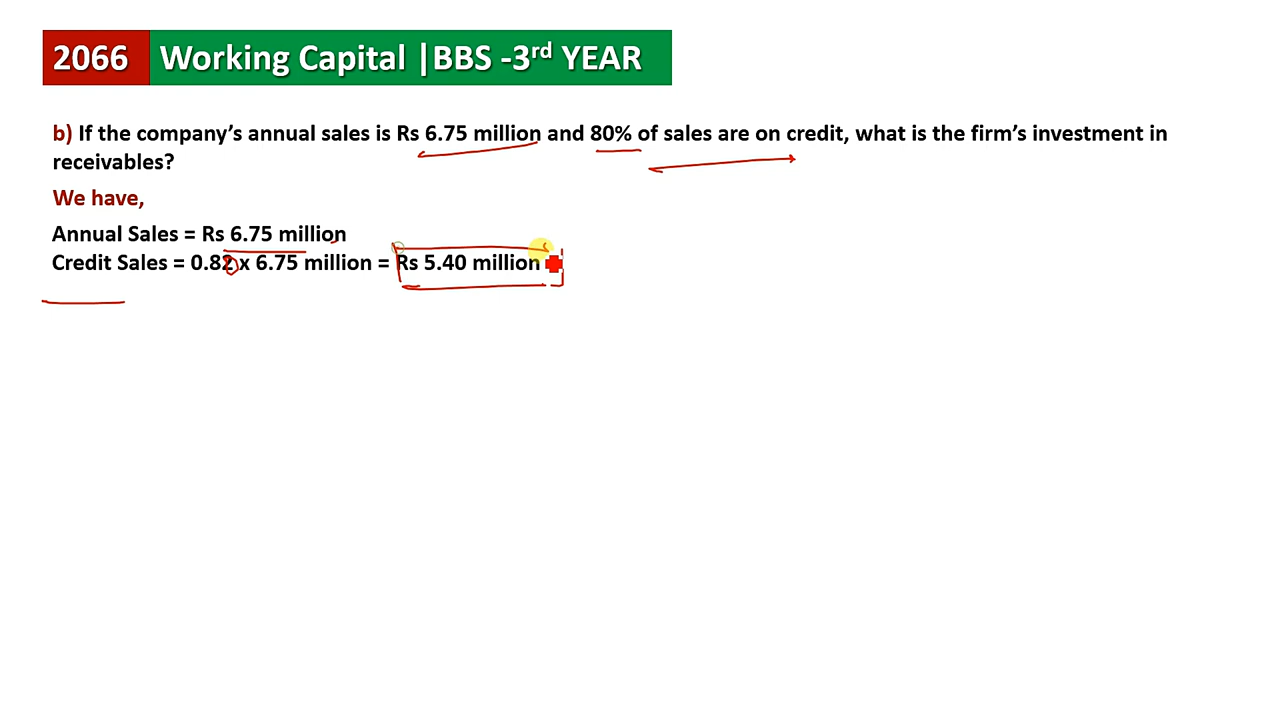 2066 Working Capital |BBS -3rd YEAR
b) If the company's annual sales is Rs 6.75 million and 80% of sales are on credit, what is the firm's investment in
receivables?
We have,
Annual Sales = Rs 6.75 million
Credit Sales = 0.82 x 6.75 million = Rs 5.40 million